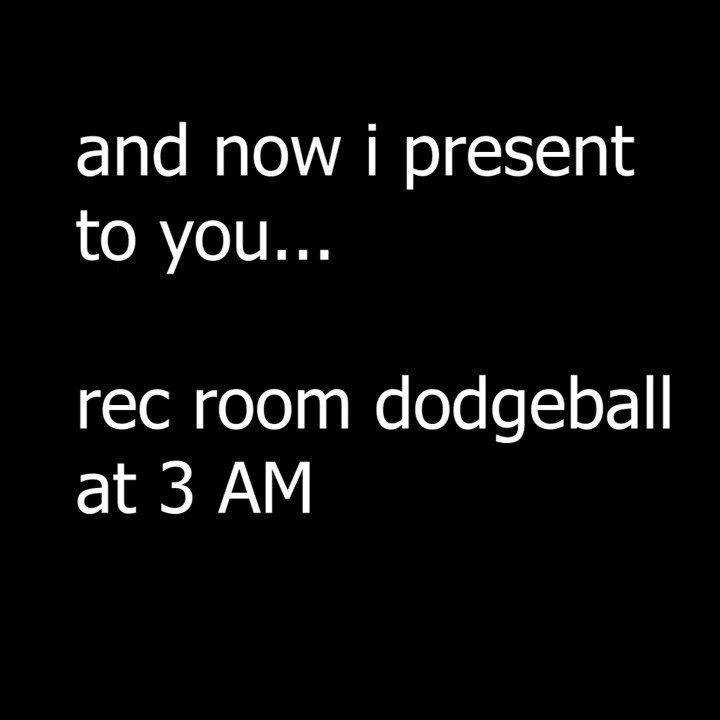 and now i present
to you...
rec room dodgeball
at 3 AM